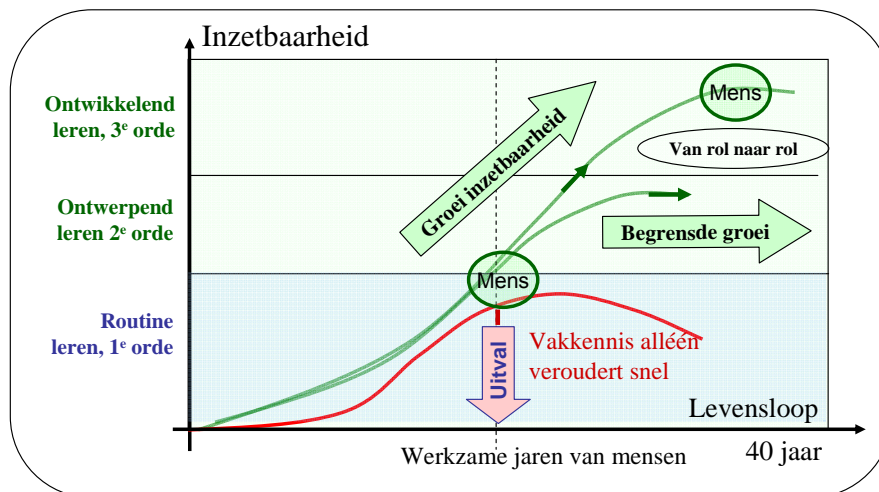 Inzetbaarheid
Ontwikkelend
leren, 3e orde
Mens
Van rol naar rol
Groei inzetbaarheid
Ontwerpend
leren 2e orde
Begrensde groei
Mens
Routine
leren, 1e orde
Uitval
Vakkennis alléén
veroudert snel
Levensloop
Werkzame jaren van mensen
40 jaar